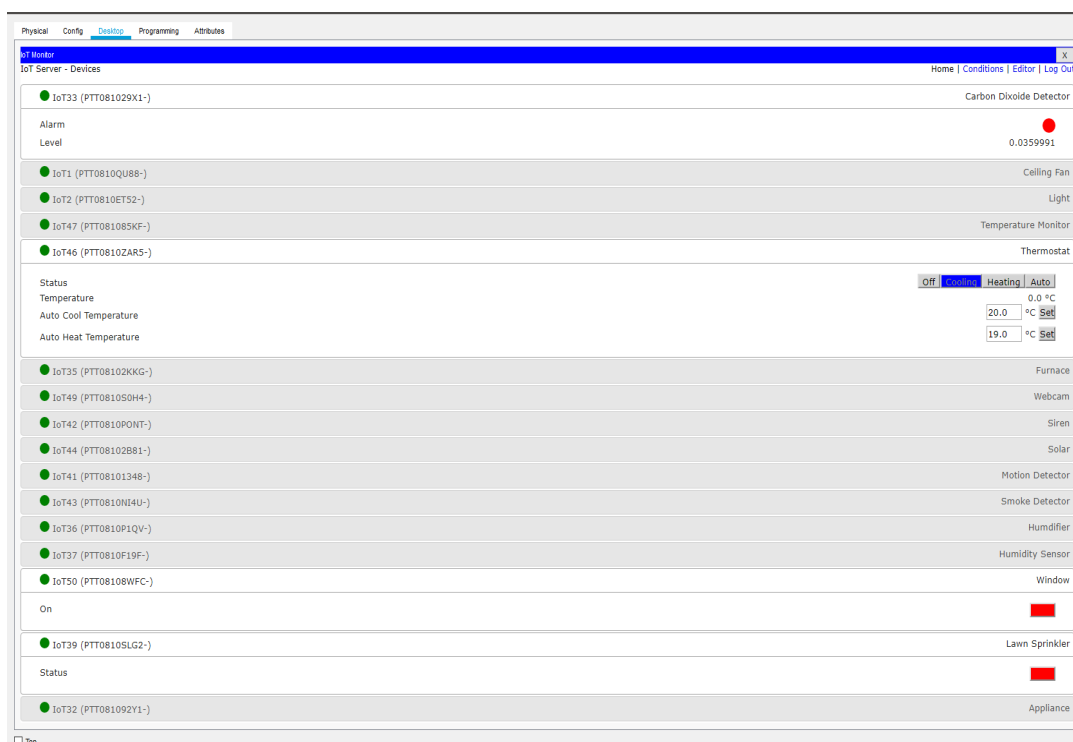 Physical Config Desktop Programming Attributes
IoT Monitor X
IoT Server - Devices Home | Conditions | Editor | Log Out
IoT33 (PTT081029X1-) Carbon Dixoide Detector
Alarm
Level 0.0359991
IoT1 (PTT0810QU88-) Ceiling Fan
IoT2 (PTT0810ET52-) Light
IoT47 (PTT081085KF-) Temperature Monitor
IoT46 (PTT0810ZAR5-) Thermostat
Status Off Cooling Heating Auto
Temperature 0.0 °C
Auto Cool Temperature 20.0 °C Set
Auto Heat Temperature 19.0 °C Set
IoT35 (PTT08102KKG-) Furnace
IoT49 (PTT0810S0H4-) Webcam
IoT42 (PTT0810PONT-) Siren
IoT44 (PTT08102B81-) Solar
IoT41 (PTT08101348-) Motion Detector
IoT43 (PTT0810NI4U-) Smoke Detector
IoT36 (PTT0810P1QV-) Humdifier
IoT37 (PTT0810F19F-) Humidity Sensor
IoT50 (PTT08108WFC-) Window
On
IoT39 (PTT0810SLG2-) Lawn Sprinkler
Status
IoT32 (PTT081092Y1-) Appliance
Top